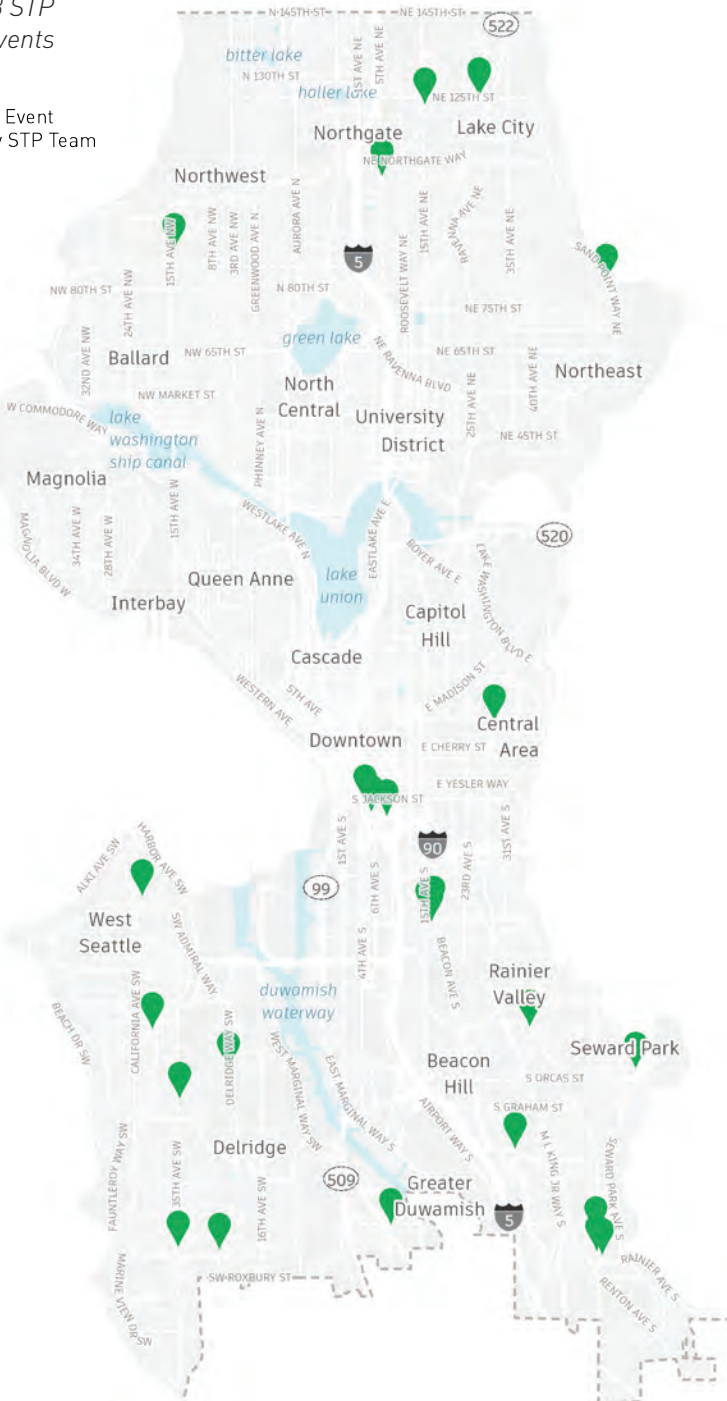 STP
vents
Event
STP Team
N 145TH ST
NE 145TH ST
522
bitter lake
N 130TH ST
haller lake
1ST AVE NE
5TH AVE NE
NE 125TH ST
Northgate
Lake City
NE NORTHGATE WAY
Northwest
15TH AVE NW
8TH AVE NW
3RD AVE NW
GREENWOOD AVE N
AURORA AVE N
5
ROOSEVELT WAY NE
15TH AVE NE
RAVENNA AVE NE
35TH AVE NE
SAND POINT WAY NE
NW 80TH ST
24TH AVE NW
N 80TH ST
NE 75TH ST
green lake
32ND AVE NW
Ballard
NW 65TH ST
NE RAVENNA BLVD
NE 65TH ST
40TH AVE NE
Northeast
NW MARKET ST
North
Central
25TH AVE NE
W COMMODORE WAY
lake
washington
ship canal
PHINNEY AVE N
University
District
NE 45TH ST
Magnolia
MAGNOLIA BLVD W
34TH AVE W
28TH AVE W
15TH AVE W
WESTLAKE AVE N
EASTLAKE AVE E
BOYER AVE E
520
LAKE WASHINGTON BLVD E
Queen Anne
lake
union
Interbay
Capitol
Hill
Cascade
WESTERN AVE
5TH AVE
E MADISON ST
Central
Area
Downtown
E CHERRY ST
E YESLER WAY
S JACKSON ST
1ST AVE S
90
31ST AVE S
ALKI AVE SW
HARBOR AVE SW
99
6TH AVE S
15TH AVE S
23RD AVE S
West
Seattle
SW ADMIRAL WAY
4TH AVE S
BEACON AVE S
CALIFORNIA AVE SW
duwamish
waterway
Rainier
Valley
BEACH DR SW
DELRIDGE WAY SW
WEST MARGINAL WAY SW
EAST MARGINAL WAY S
Beacon
Hill
Seward Park
S ORCAS ST
AIRPORT WAY S
S GRAHAM ST
FAUNTLEROY WAY SW
35TH AVE SW
Delridge
16TH AVE SW
509
Greater
Duwamish
5
M L KING JR WAY S
SEWARD PARK AVE S
MARINE VIEW DR SW
SW ROXBURY ST
RAINIER AVE S
RENTON AVE S